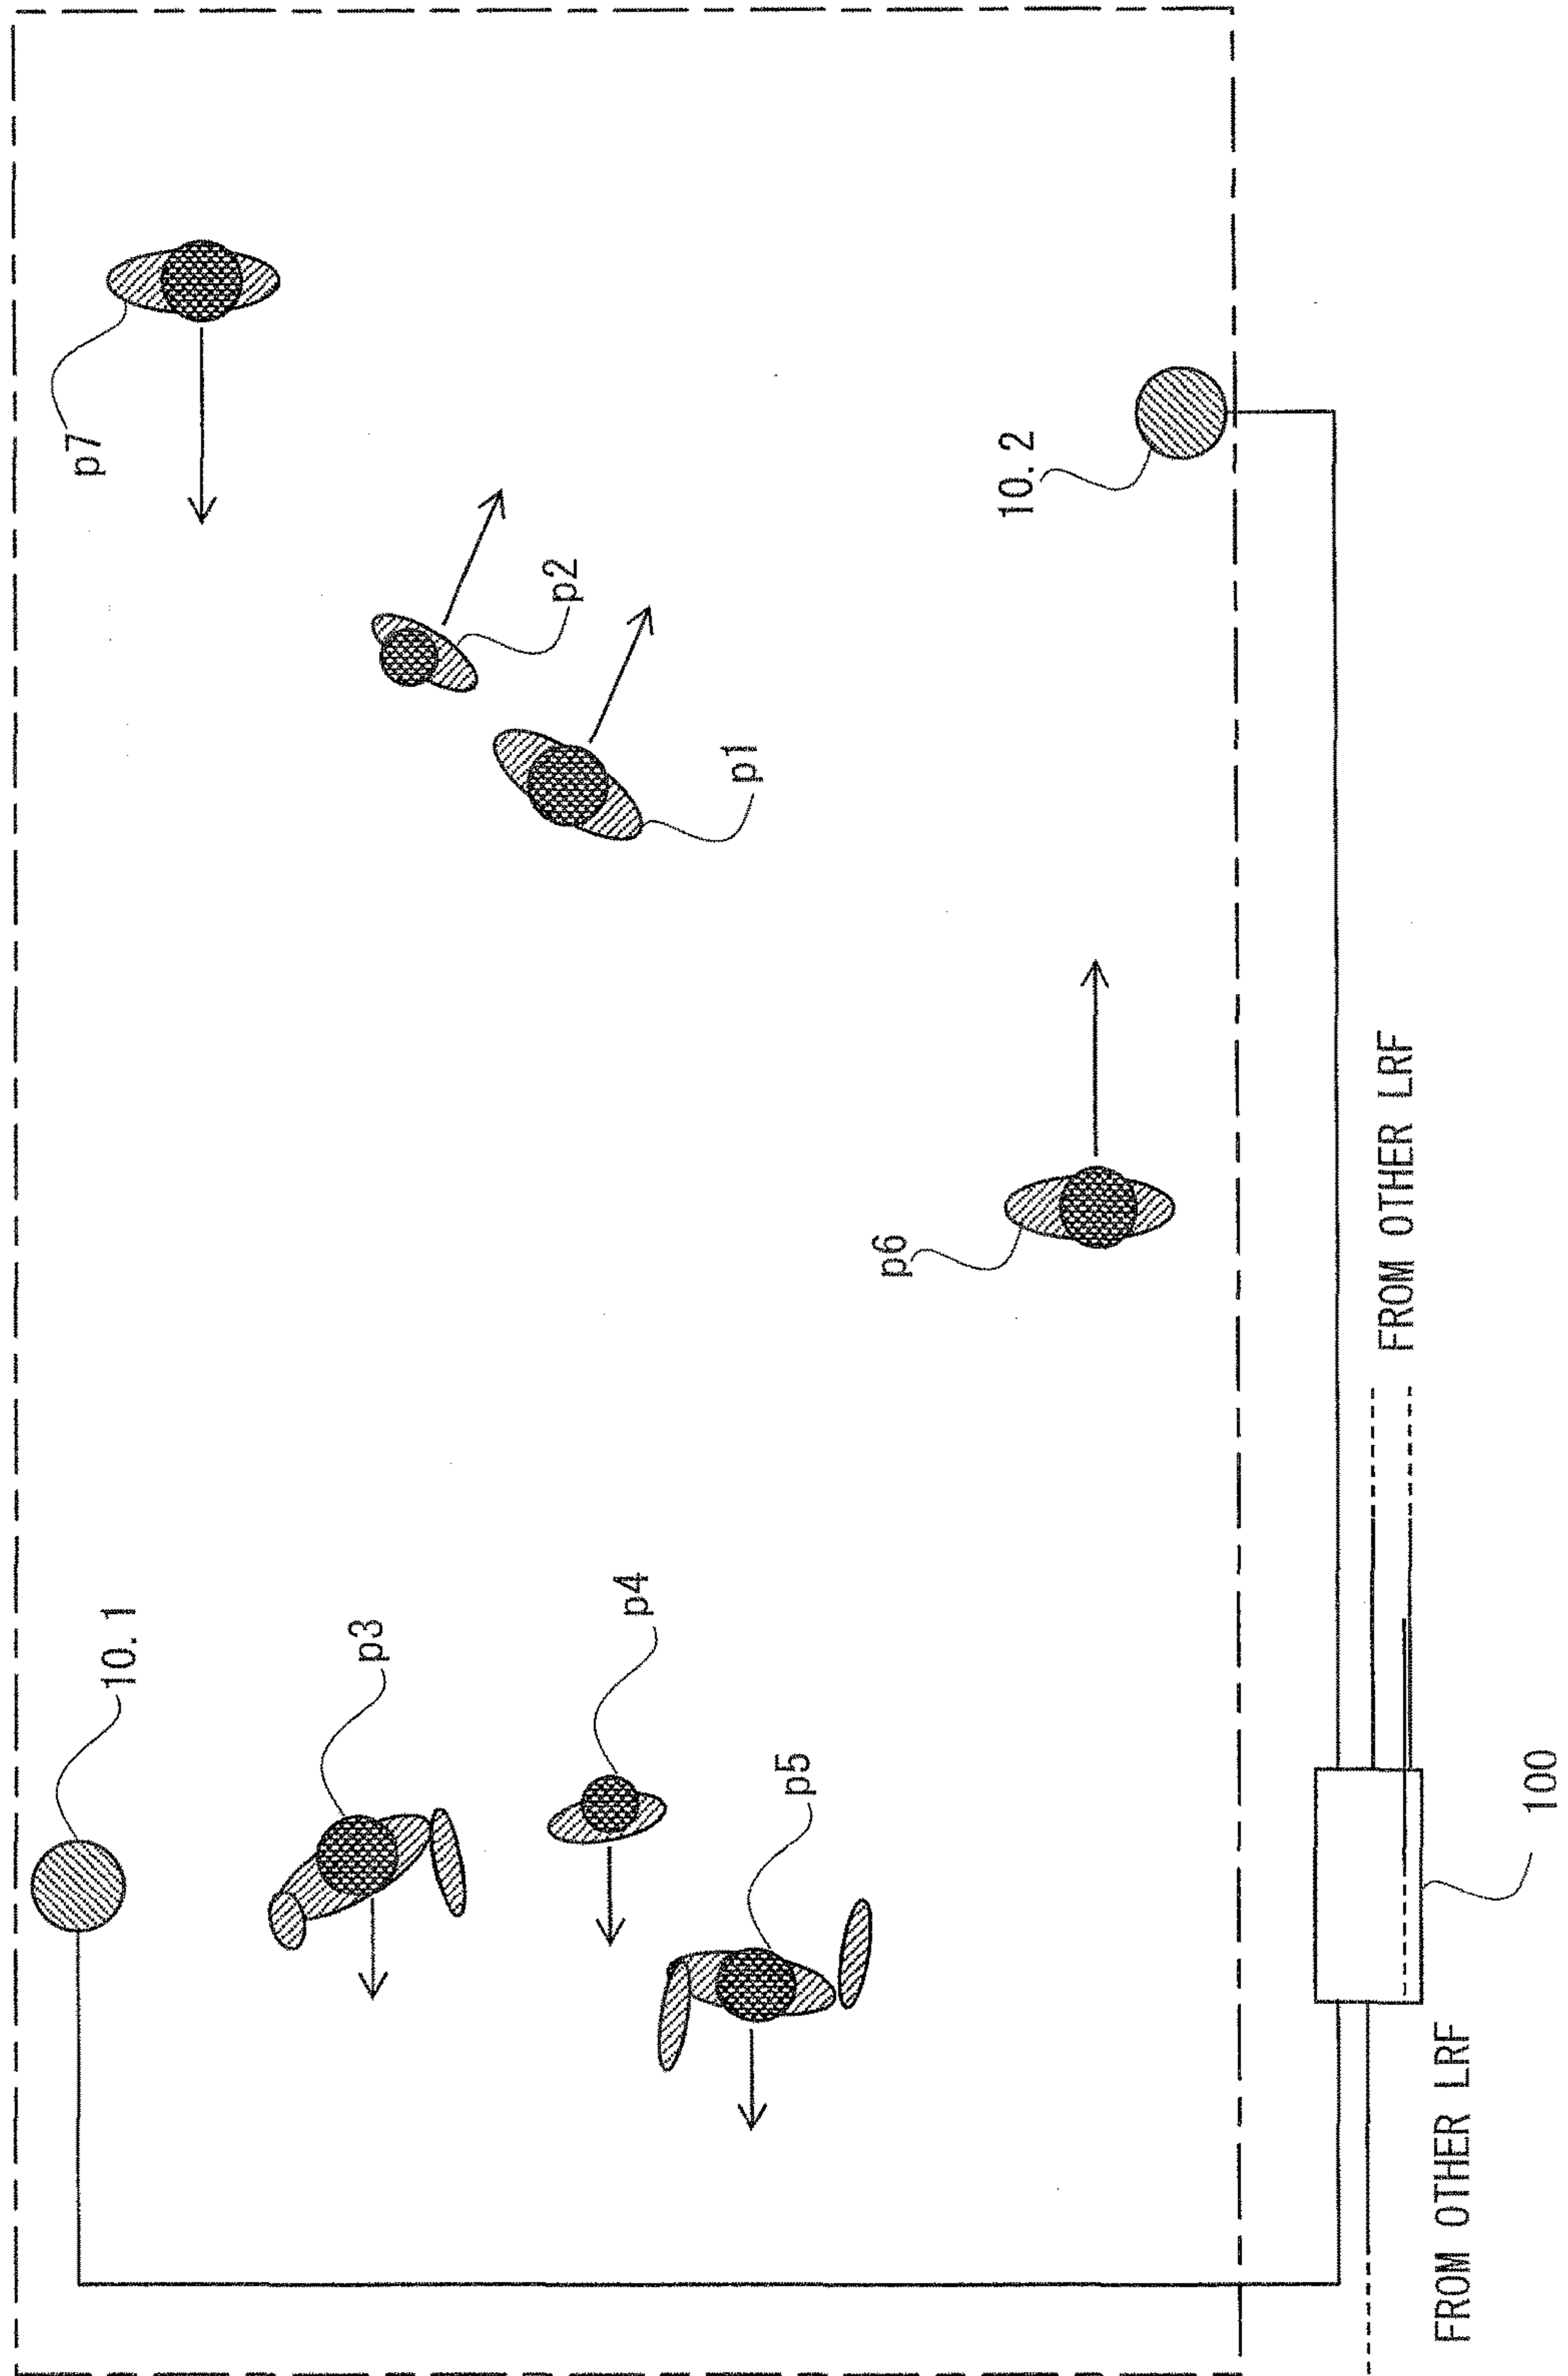 p7
10.1
p3
p2
p4
p1
p5
p6
10.2
FROM OTHER LRF
FROM OTHER LRF
100